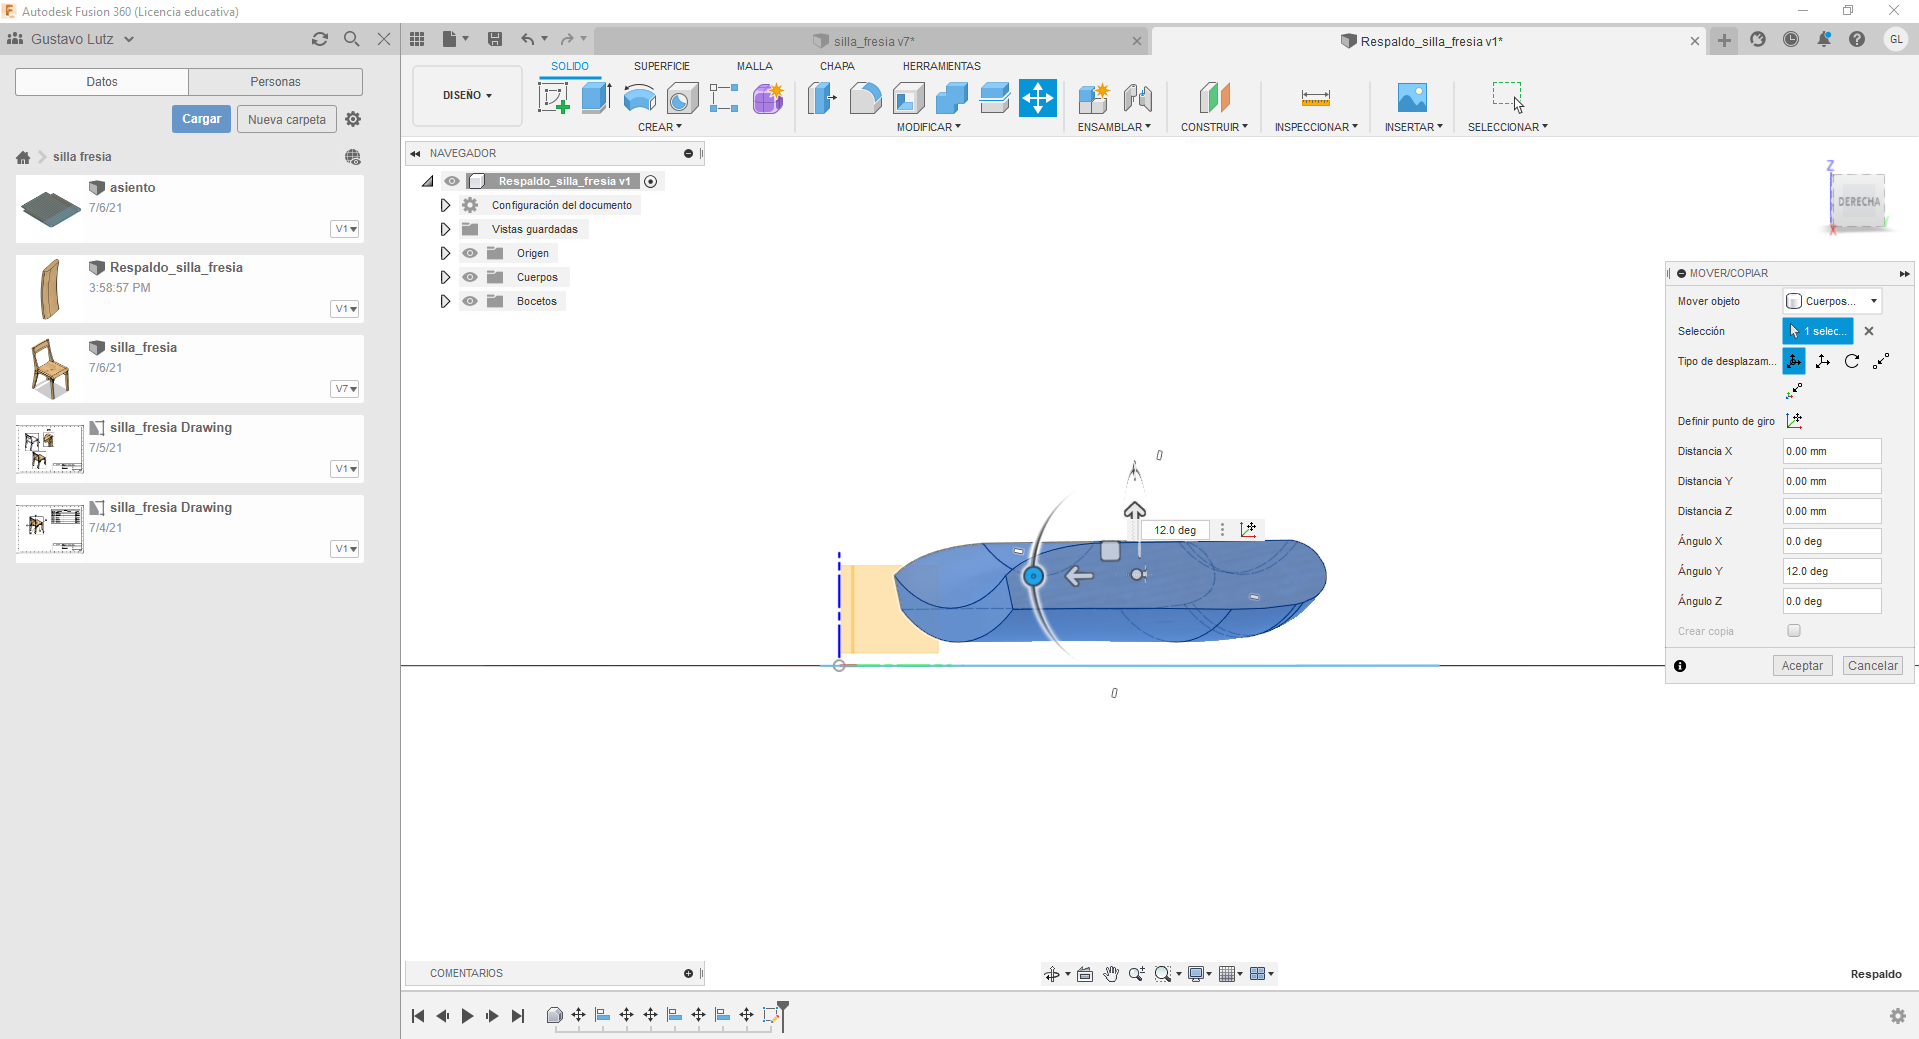 Autodesk Fusion 360 (Licencia educativa)
Gustavo Lutz
silla_fresia v7*
Respaldo_silla_fresia v1*
GL
Datos
Personas
Cargar
Nueva carpeta
silla fresia
asiento
7/6/21
V1
Respaldo_silla_fresia
3:58:57 PM
V1
silla_fresia
7/6/21
V7
silla_fresia Drawing
7/5/21
V1
silla_fresia Drawing
7/4/21
V1
DISEÑO
SOLIDO
SUPERFICIE
MALLA
CHAPA
HERRAMIENTAS
CREAR
MODIFICAR
ENSAMBLAR
CONSTRUIR
INSPECCIONAR
INSERTAR
SELECCIONAR
NAVEGADOR
Respaldo_silla_fresia v1
Configuración del documento
Vistas guardadas
Origen
Cuerpos
Bocetos
Z
DERECHA
Y
X
12.0 deg
MOVER/COPIAR
Mover objeto
Cuerpos...
Selección
1 selec...
Tipo de desplazam...
Definir punto de giro
Distancia X
0.00 mm
Distancia Y
0.00 mm
Distancia Z
0.00 mm
Ángulo X
0.0 deg
Ángulo Y
12.0 deg
Ángulo Z
0.0 deg
Crear copia
Aceptar
Cancelar
COMENTARIOS
Respaldo